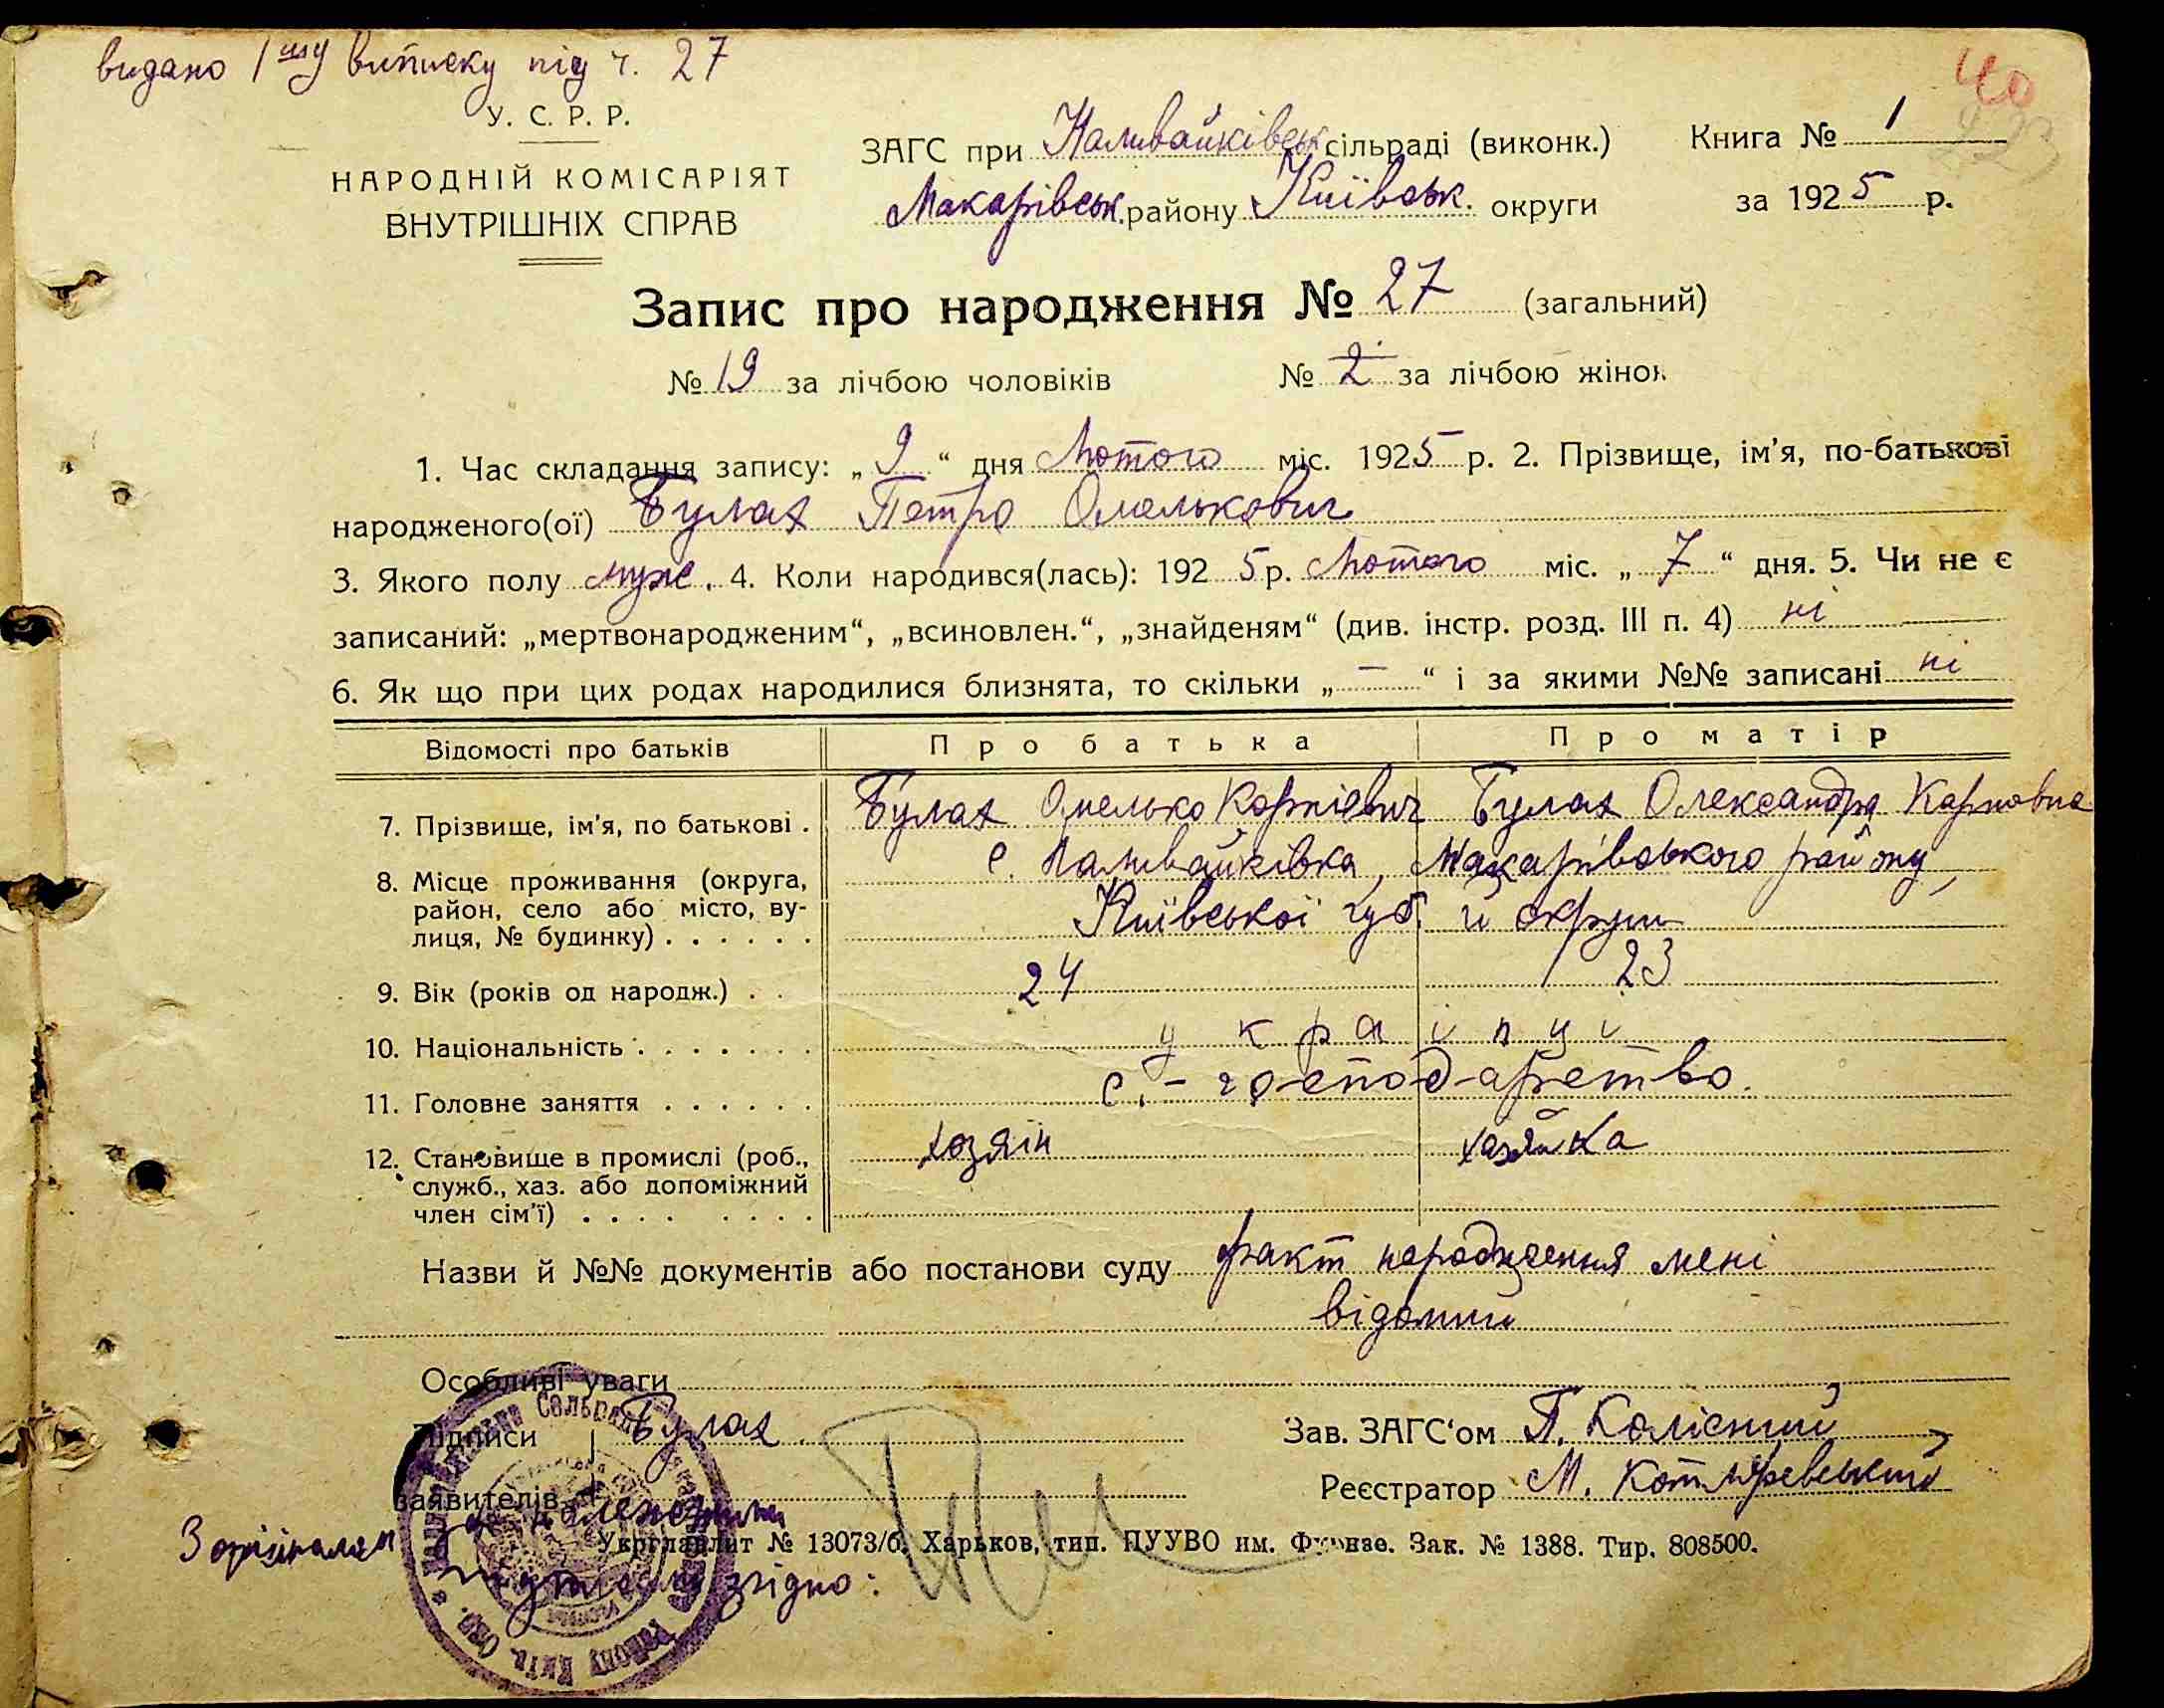 видано 1шу виписку під ч. 27
40
У. С. Р. Р.
НАРОДНІЙ КОМІСАРІЯТ
ВНУТРІШНІХ СПРАВ
ЗАГС при Наливайківськ сільраді (виконк.)
Макарівськ. району Київськ. округи
Книга № 1
за 1925 р.
Запис про народження № 27 (загальний)
№ 19 за лічбою чоловіків № за лічбою жінок
1. Час складання запису: „9“ дня Лютого міс. 1925 р. 2. Прізвище, ім'я, по-батькові
народженого(ої) Булах Петро Омелькович
3. Якого полу муж. 4. Коли народився(лась): 1925 р. Лютого міс. „7“ дня. 5. Чи не є
записаний: „мертвонародженим“, „всиновлен.“, „знайденям“ (див. інстр. розд. III п. 4) ні
6. Як що при цих родах народилися близнята, то скільки „—“ і за якими №№ записані ні
Відомості про батьків Про батька Про матір
7. Прізвище, ім'я, по батькові . Булах Омелько Корнієвич Булах Олександра Карповна
8. Місце проживання (округа, район, село або місто, вулиця, № будинку) . . . . . . с. Наливайківка, Макарівського району,
Київської губ. й округи
9. Вік (років од народж.) . . 24 23
10. Національність . . . . . . . українці
11. Головне заняття . . . . . . с.-господарство.
12. Становище в промислі (роб., служб., хаз. або допоміжний член сім'ї) . . . . . . . . хозяін хазяйка
Назви й №№ документів або постанови суду факт народження мені
відомий
Особливі уваги
Підписи Булах
заявителів
Зав. ЗАГС'ом П. Колісний
Реєстратор М. Котляревський
Укрглавлит № 13073/б. Харьков, тип. ПУУВО им. Фрунзе. Зак. № 1388. Тир. 808500.
З орігіналом
згідно: